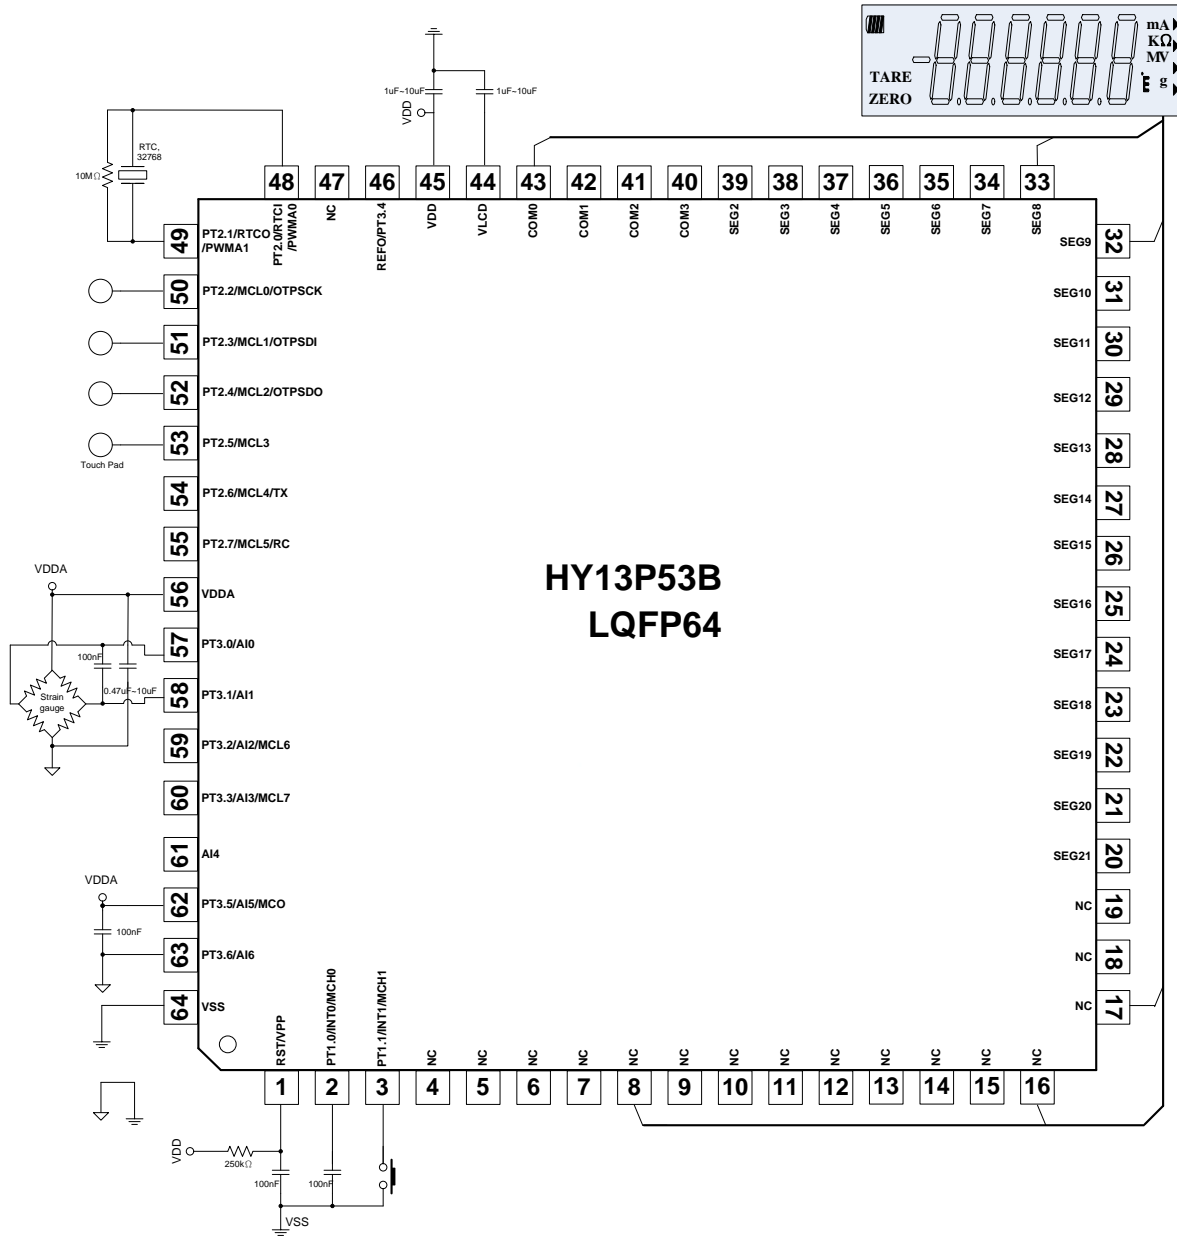 mA
KΩ
MV
TARE
m g
ZERO
1uF~10uF
1uF~10uF
VDD
RTC,
32768
10MΩ
48
47
46
45
44
43
42
41
40
39
38
37
36
35
34
33
PT2.0/RTCI
/PWMA0
NC
REFO/PT3.4
VDD
VLCD
COM0
COM1
COM2
COM3
SEG2
SEG3
SEG4
SEG5
SEG6
SEG7
SEG8
49
PT2.1/RTCO
/PWMA1
50
PT2.2/MCL0/OTPSCK
51
PT2.3/MCL1/OTPSDI
52
PT2.4/MCL2/OTPSDO
53
PT2.5/MCL3
Touch Pad
54
PT2.6/MCL4/TX
55
PT2.7/MCL5/RC
VDDA
56
VDDA
57
PT3.0/AI0
100nF
58
PT3.1/AI1
0.47uF~10uF
Strain
gauge
59
PT3.2/AI2/MCL6
60
PT3.3/AI3/MCL7
61
AI4
VDDA
62
PT3.5/AI5/MCO
100nF
63
PT3.6/AI6
64
VSS
HY13P53B
LQFP64
SEG9
32
SEG10
31
SEG11
30
SEG12
29
SEG13
28
SEG14
27
SEG15
26
SEG16
25
SEG17
24
SEG18
23
SEG19
22
SEG20
21
SEG21
20
NC
19
NC
18
NC
17
RST/VPP
PT1.0/INT0/MCH0
PT1.1/INT1/MCH1
NC
NC
NC
NC
NC
NC
NC
NC
NC
NC
NC
NC
NC
1
2
3
4
5
6
7
8
9
10
11
12
13
14
15
16
VDD
250kΩ
100nF
100nF
VSS